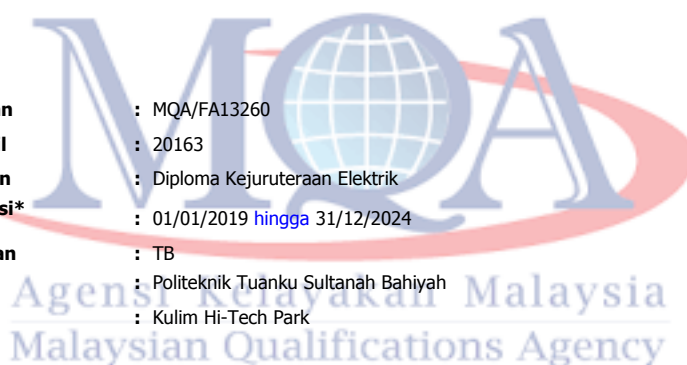 MQA
an : MQA/FA13260
l : 20163
n : Diploma Kejuruteraan Elektrik
si* : 01/01/2019 hingga 31/12/2024
an : TB
: Politeknik Tuanku Sultanah Bahiyah
Agensi Kelayakan Malaysia
: Kulim Hi-Tech Park
Malaysian Qualifications Agency